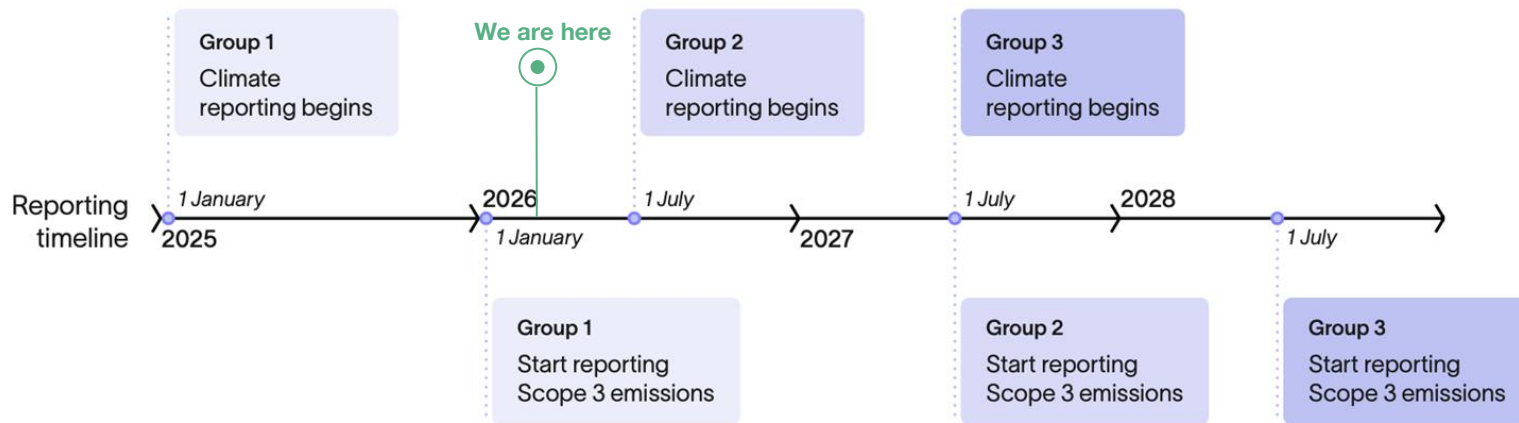 We are here
Group 1
Climate
reporting begins
Group 2
Climate
reporting begins
Group 3
Climate
reporting begins
Reporting
timeline
1 January
2025
2026
1 January
1 July
2027
1 July
2028
1 July
Group 1
Start reporting
Scope 3 emissions
Group 2
Start reporting
Scope 3 emissions
Group 3
Start reporting
Scope 3 emissions